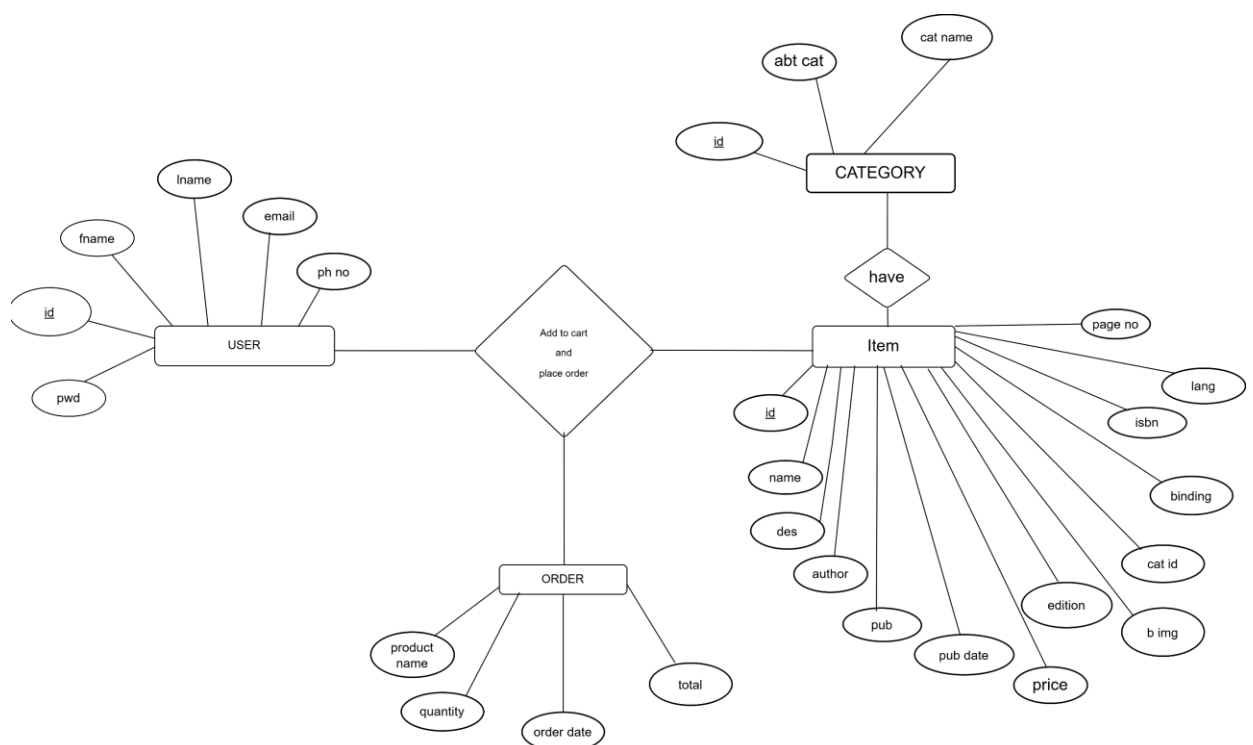 cat name
abt cat
id
CATEGORY
lname
email
fname
ph no
id
USER
pwd
have
Add to cart
and
place order
Item
page no
lang
isbn
binding
cat id
b img
edition
price
pub date
pub
author
des
name
id
ORDER
product
name
quantity
order date
total